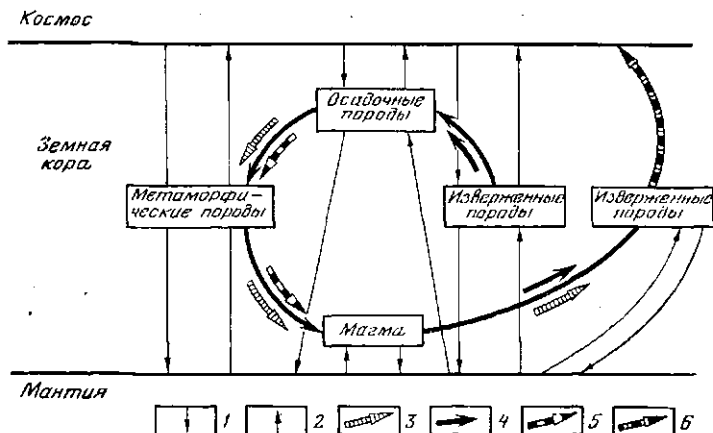 Космос
Осадочные
породы
Земная
кора
Метаморфи-
ческие породы
Изверженные
породы
Изверженные
породы
Магма
Мантия
1 2 3 4 5 6